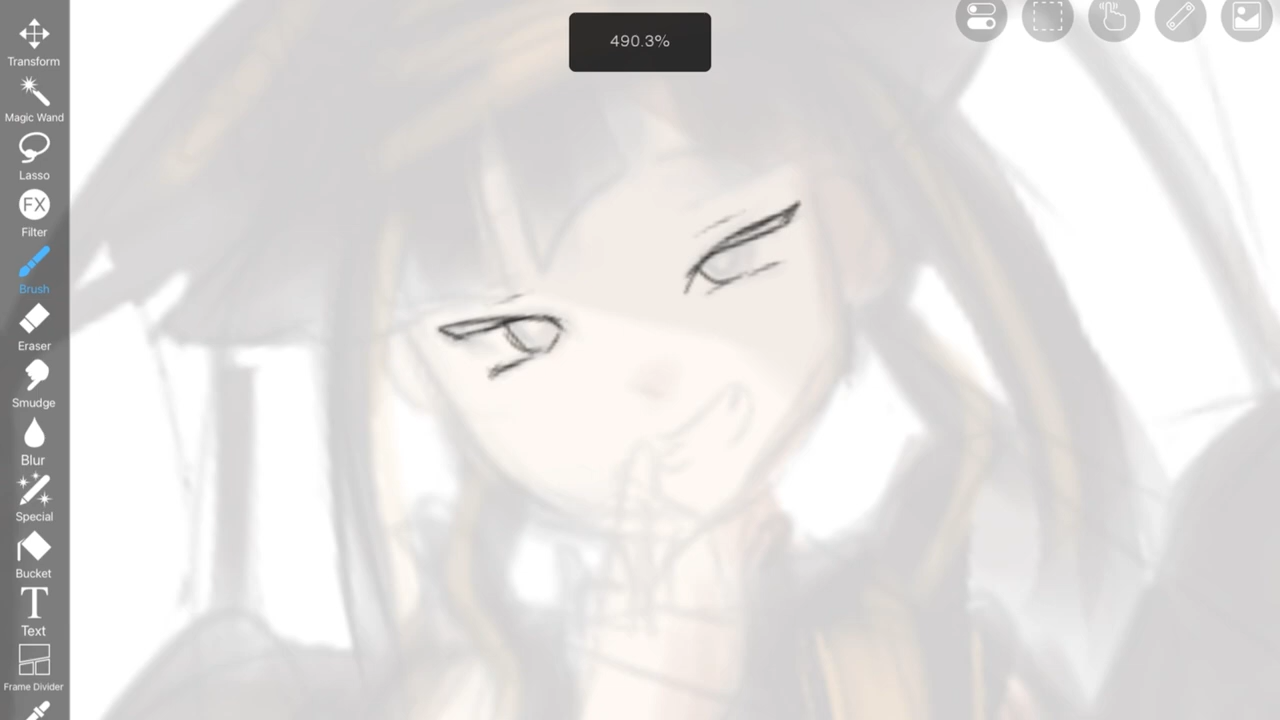 490.3%
Transform
Magic Wand
Lasso
FX
Filter
Brush
Eraser
Smudge
Blur
Special
Bucket
T
Text
Frame Divider